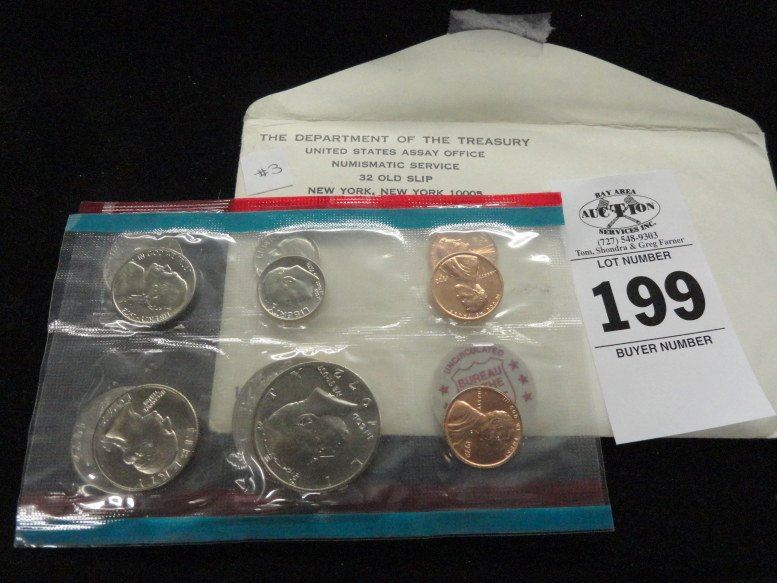 THE DEPARTMENT OF THE TREASURY
UNITED STATES ASSAY OFFICE
NUMISMATIC SERVICE
32 OLD SLIP
NEW YORK, NEW YORK 10005
#3
BAY AREA
AUCTION
SERVICES INC.
(727) 548-9303
Tom, Shondra & Greg Farner
LOT NUMBER
199
BUYER NUMBER
UNCIRCULATED
BUREAU
LIBERTY
LIBERTY